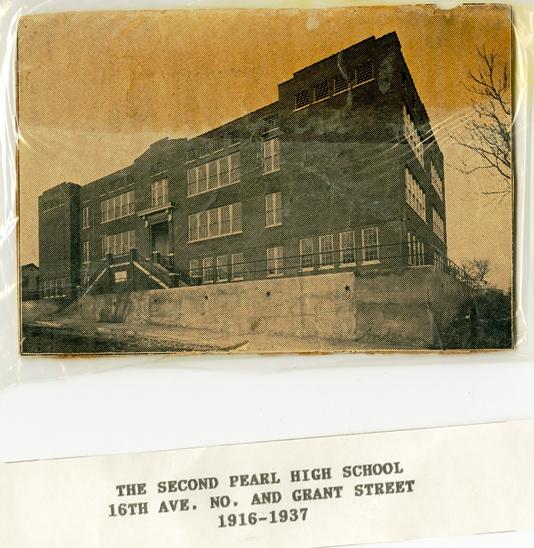 THE SECOND PEARL HIGH SCHOOL
16TH AVE. NO. AND GRANT STREET
1916-1937